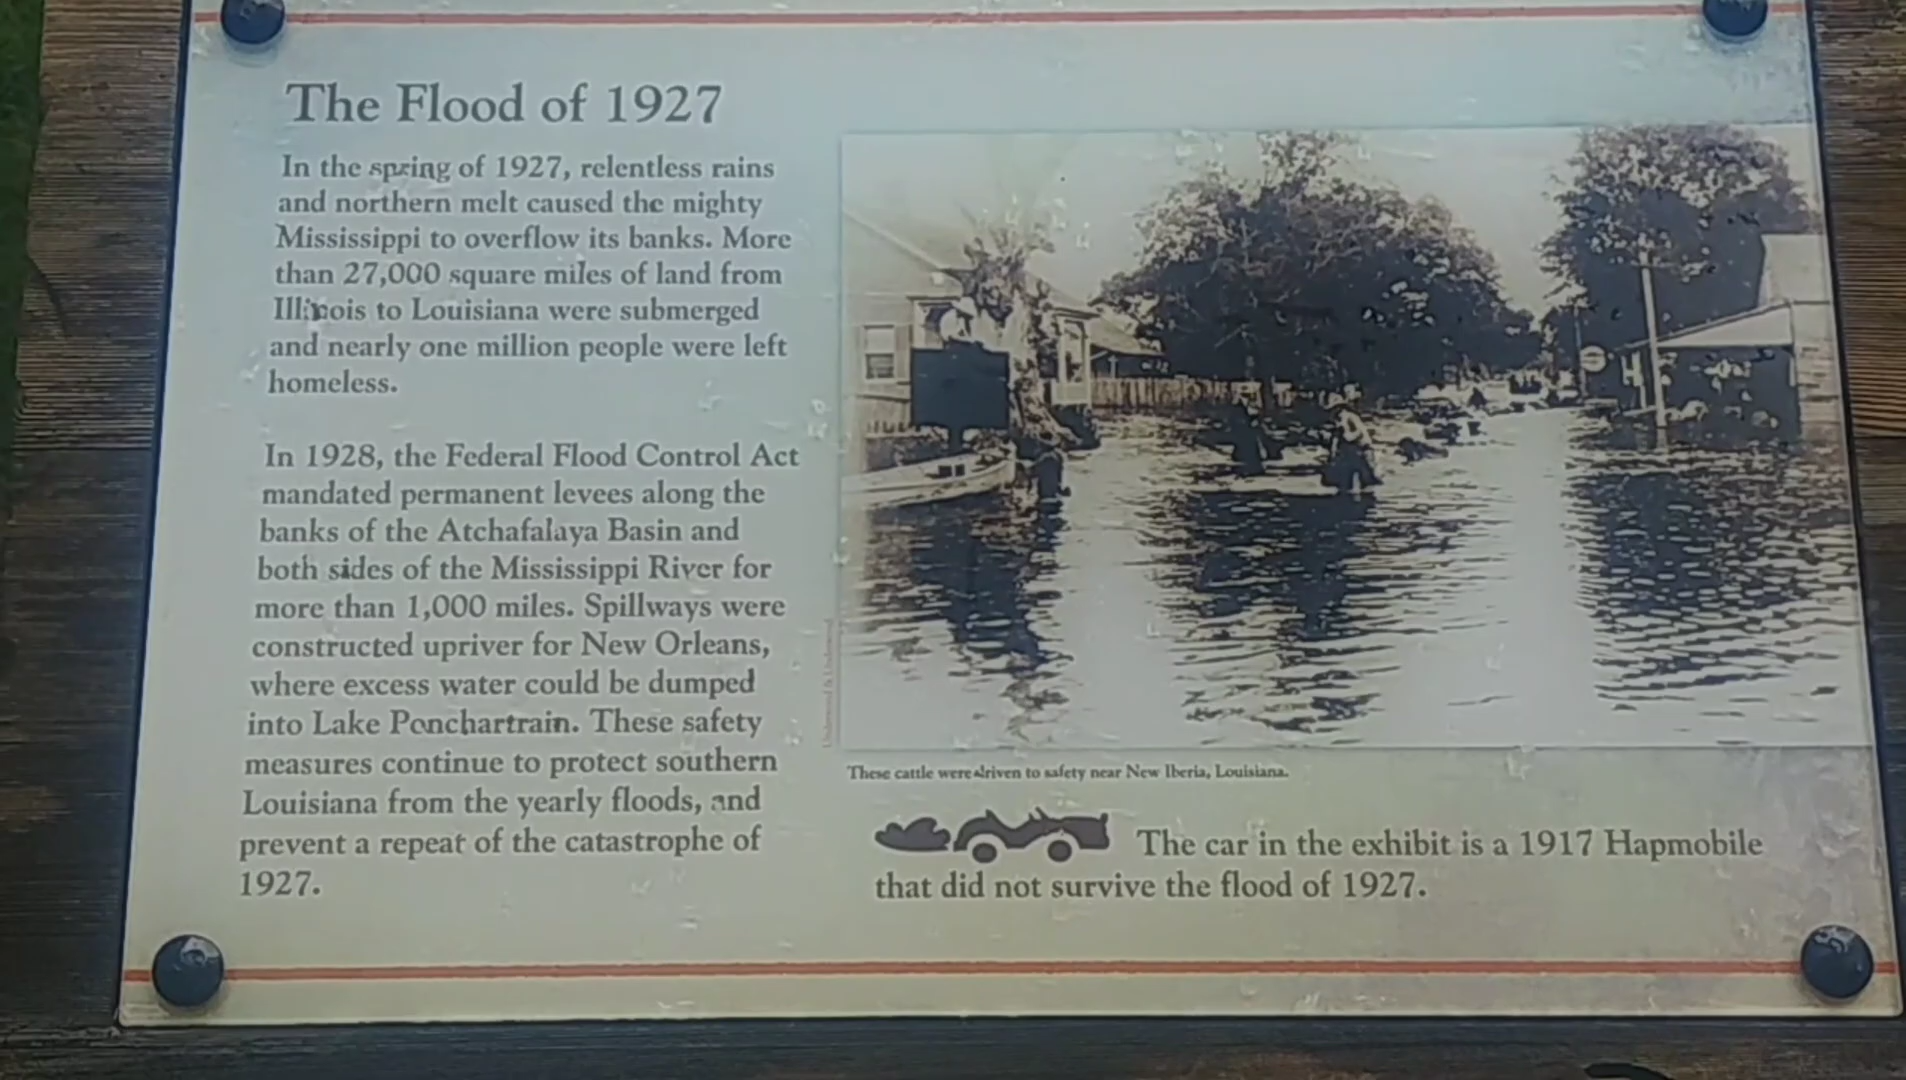 The Flood of 1927
In the spring of 1927, relentless rains
and northern melt caused the mighty
Mississippi to overflow its banks. More
than 27,000 square miles of land from
Illinois to Louisiana were submerged
and nearly one million people were left
homeless.
In 1928, the Federal Flood Control Act
mandated permanent levees along the
banks of the Atchafalaya Basin and
both sides of the Mississippi River for
more than 1,000 miles. Spillways were
constructed upriver for New Orleans,
where excess water could be dumped
into Lake Ponchartrain. These safety
measures continue to protect southern
Louisiana from the yearly floods, and
prevent a repeat of the catastrophe of
1927.
Underwood & Underwood
These cattle were driven to safety near New Iberia, Louisiana.
The car in the exhibit is a 1917 Hapmobile
that did not survive the flood of 1927.